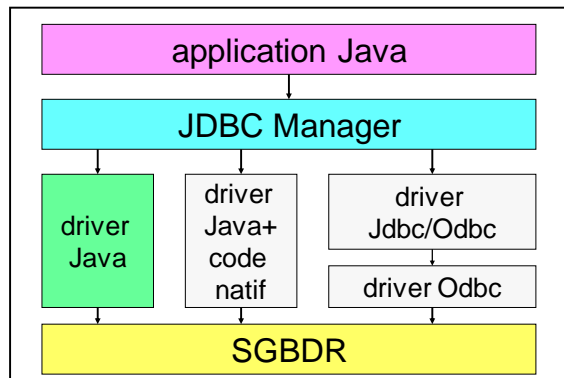 application Java
JDBC Manager
driver
Java
driver
Java+
code
natif
driver
Jdbc/Odbc
driver Odbc
SGBDR